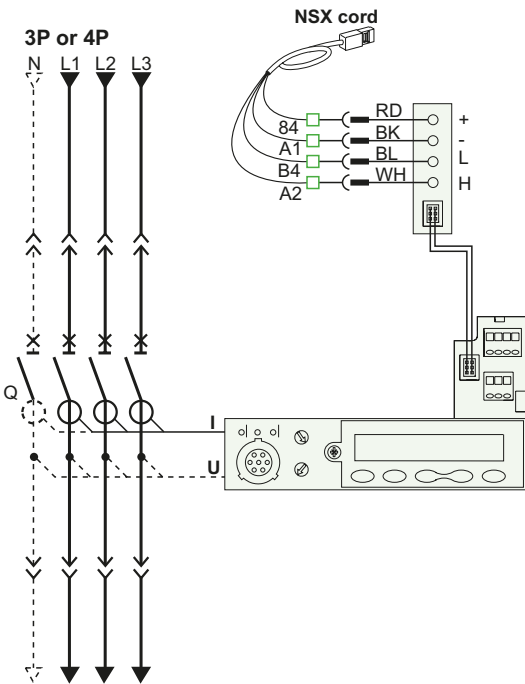 NSX cord
3P or 4P
N L1 L2 L3
84 RD +
A1 BK -
B4 BL L
A2 WH H
Q
I
U